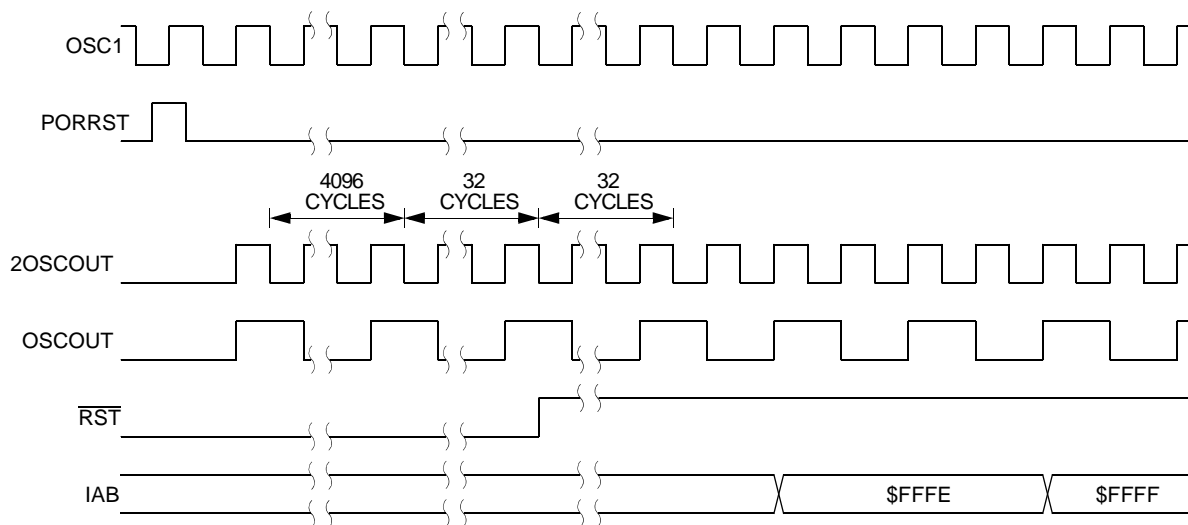 OSC1
PORRST
4096
CYCLES
32
CYCLES
32
CYCLES
2OSCOUT
OSCOUT
RST
IAB
$FFFE
$FFFF